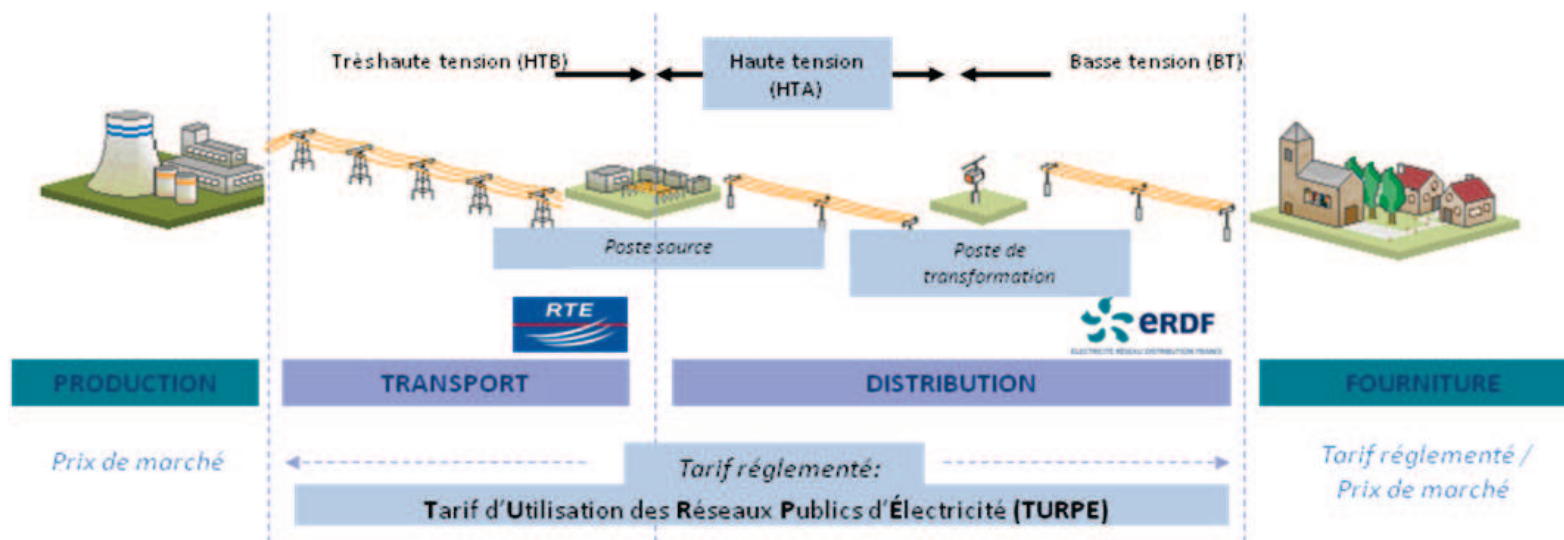 Très haute tension (HTB)
Haute tension
(HTA)
Basse tension (BT)
Poste source
Poste de
transformation
RTE
eRDF
ÉLECTRICITÉ RÉSEAU DISTRIBUTION FRANCE
PRODUCTION
TRANSPORT
DISTRIBUTION
FOURNITURE
Prix de marché
Tarif réglementé:
Tarif d'Utilisation des Réseaux Publics d'Électricité (TURPE)
Tarif réglementé /
Prix de marché